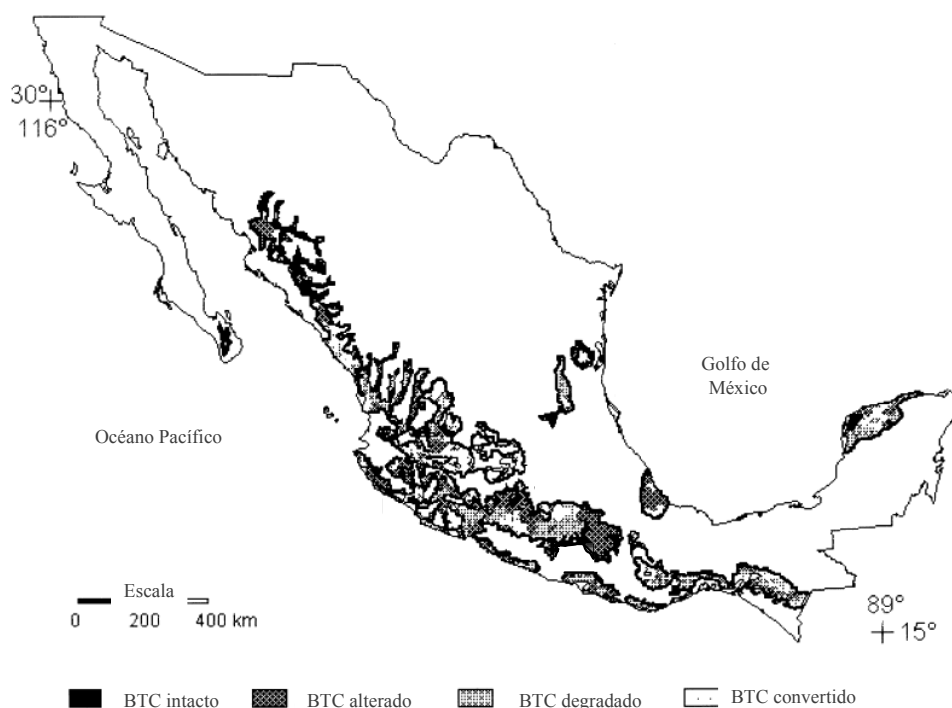 30°
116°
Golfo de
México
Océano Pacífico
Escala
0 200 400 km
89°
15°
BTC intacto BTC alterado BTC degradado BTC convertido